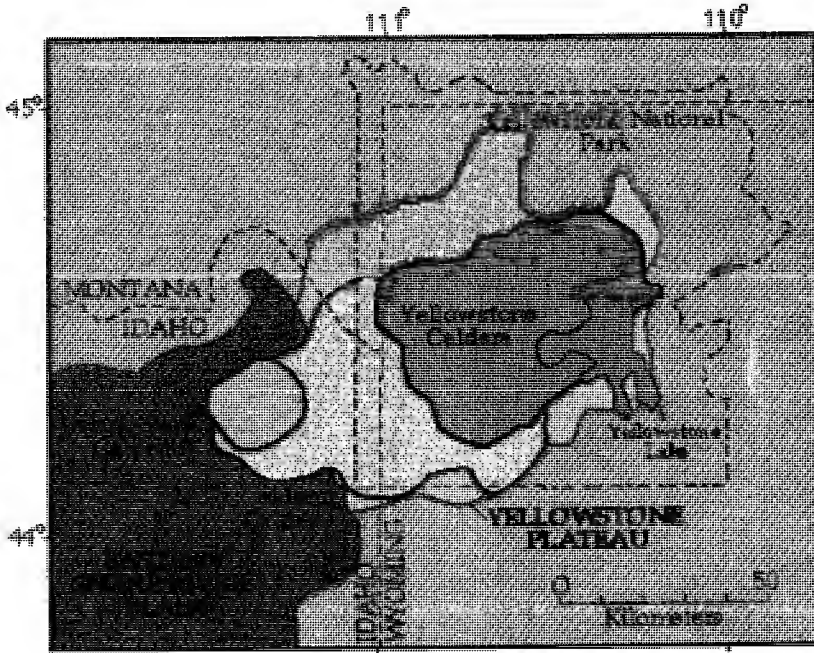 111°
110°
45°
Yellowstone National
Park
MONTANA
IDAHO
Yellowstone
Caldera
Yellowstone
Lake
44°
YELLOWSTONE
PLATEAU
0 50
Kilometers
IDAHO
WYOMING